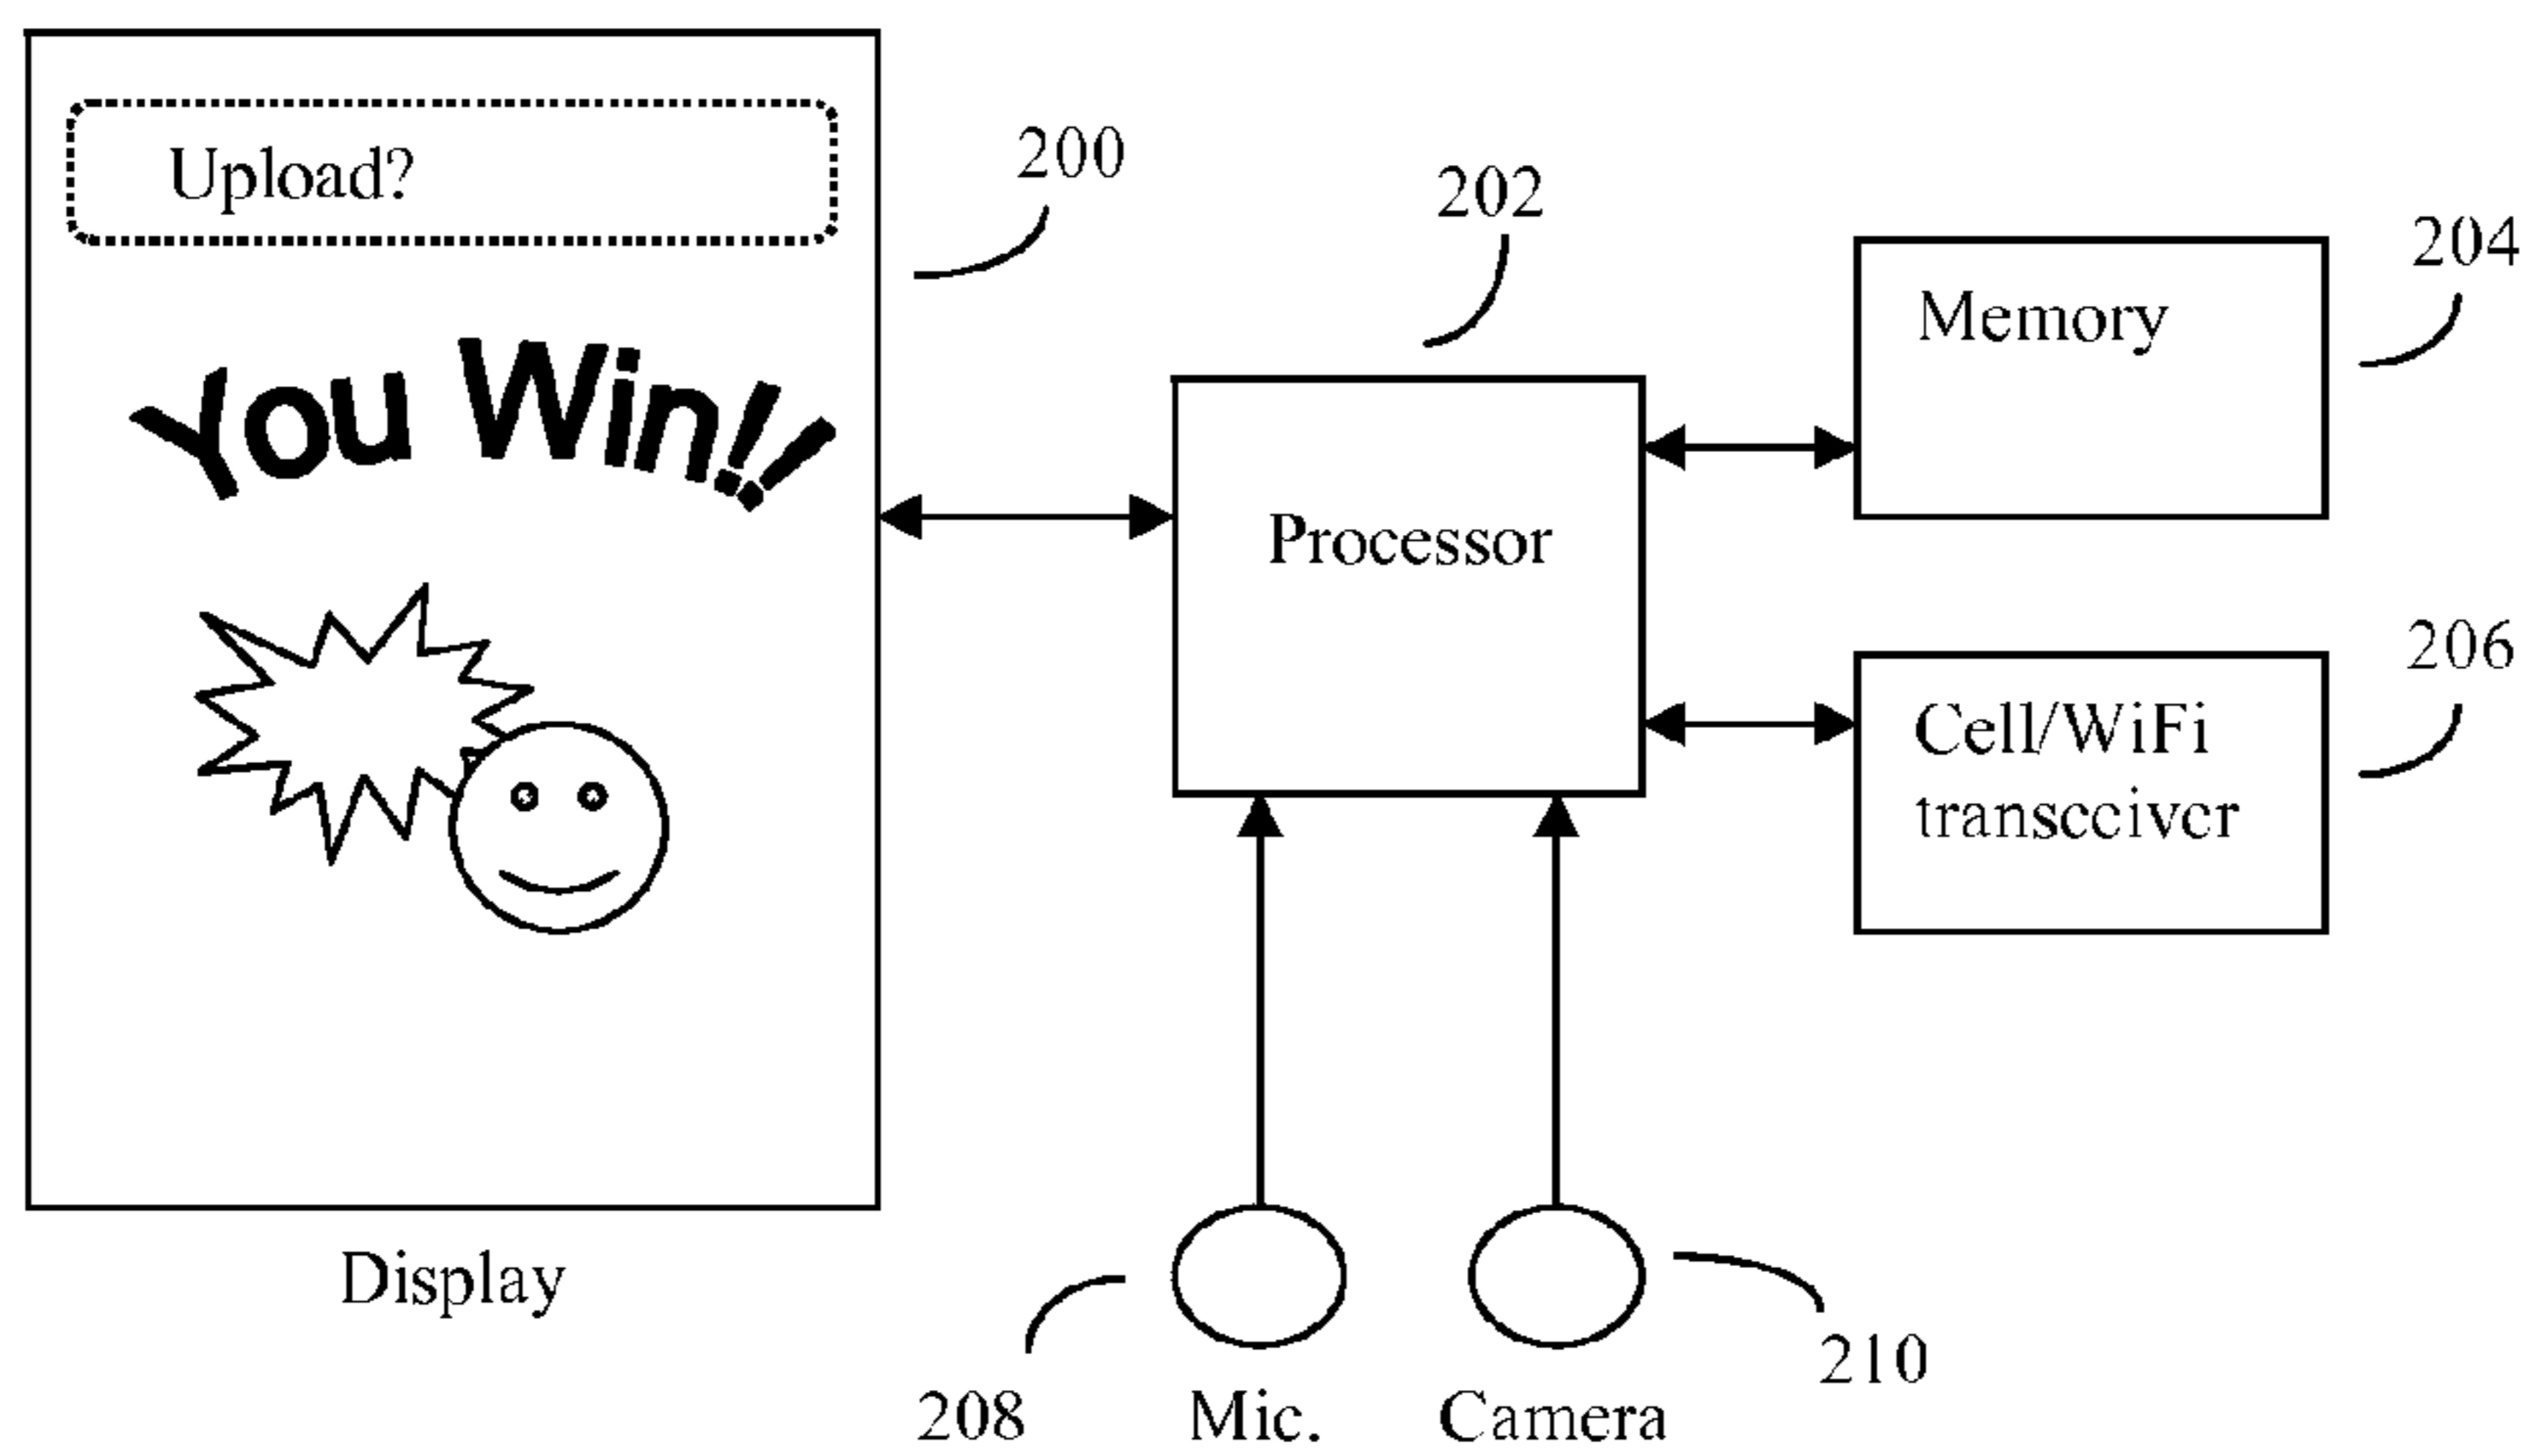 Upload?
200
You Win!!
Display
202
Processor
204
Memory
206
Cell/WiFi
transceiver
208
Mic.
Camera
210